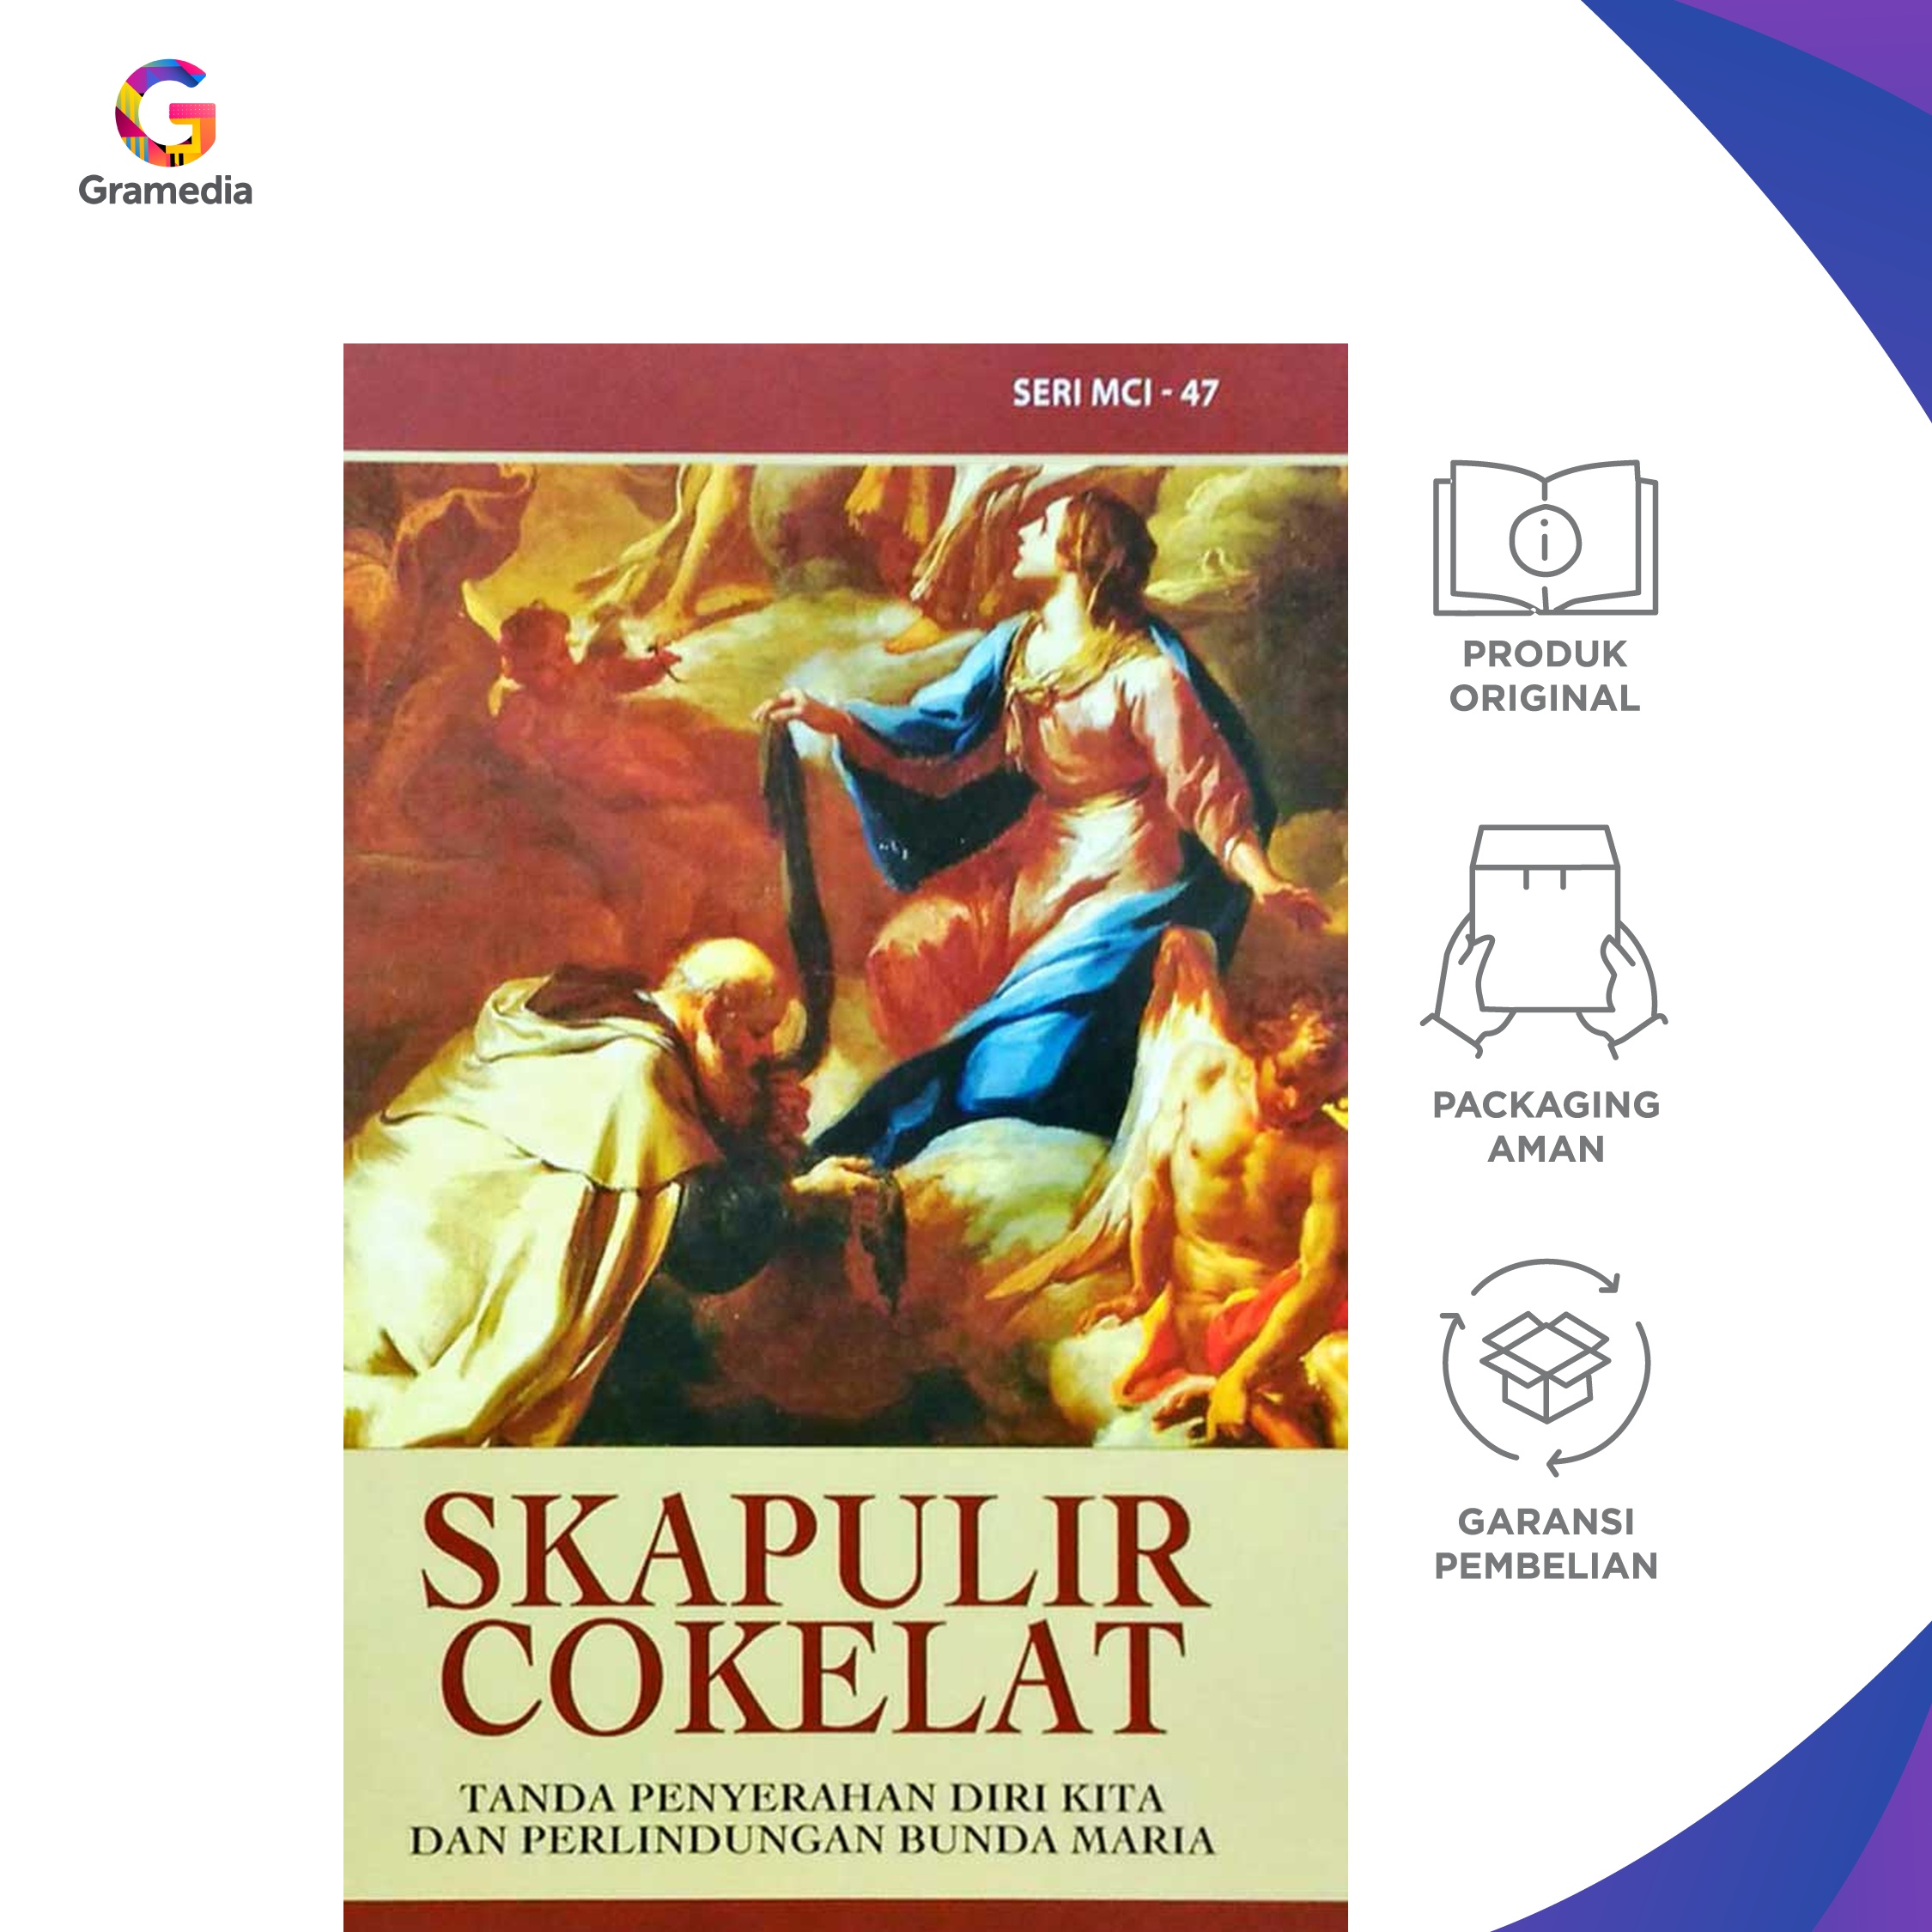 Gramedia
SERI MCI - 47
SKAPULIR
COKELAT
TANDA PENYERAHAN DIRI KITA
DAN PERLINDUNGAN BUNDA MARIA
PRODUK
ORIGINAL
PACKAGING
AMAN
GARANSI
PEMBELIAN